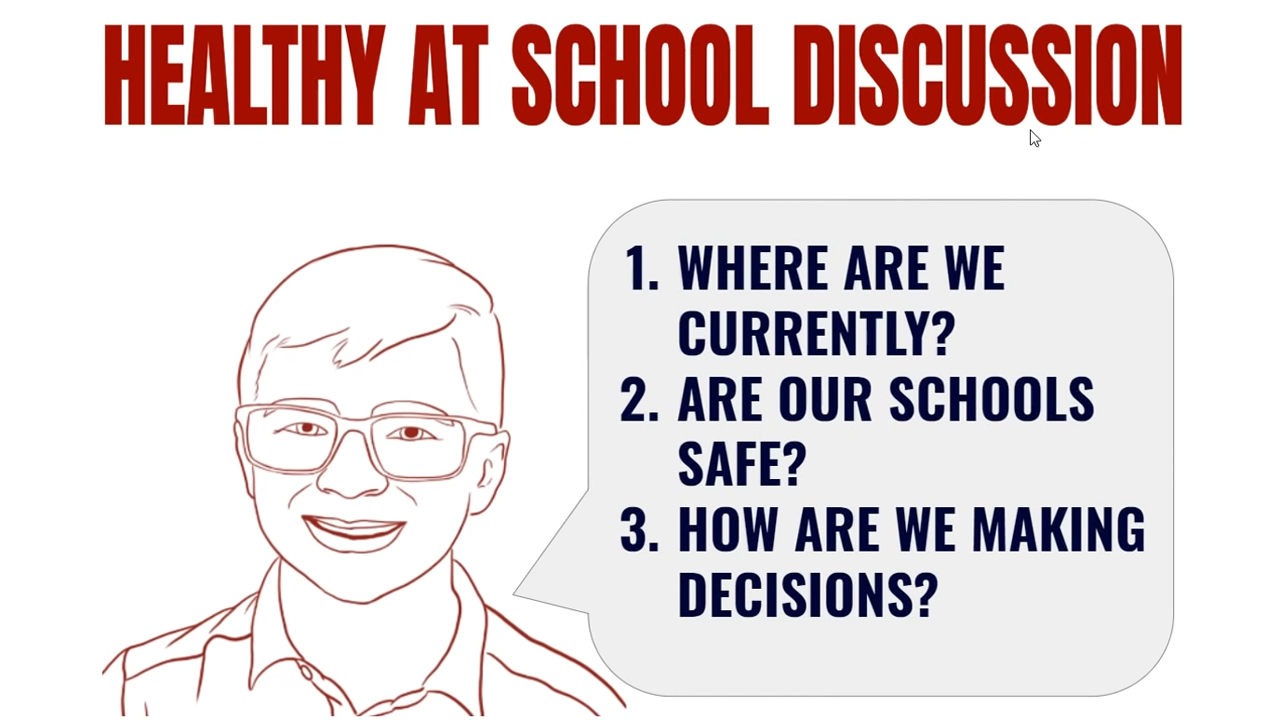 HEALTHY AT SCHOOL DISCUSSION
1. WHERE ARE WE
CURRENTLY?
2. ARE OUR SCHOOLS
SAFE?
3. HOW ARE WE MAKING
DECISIONS?